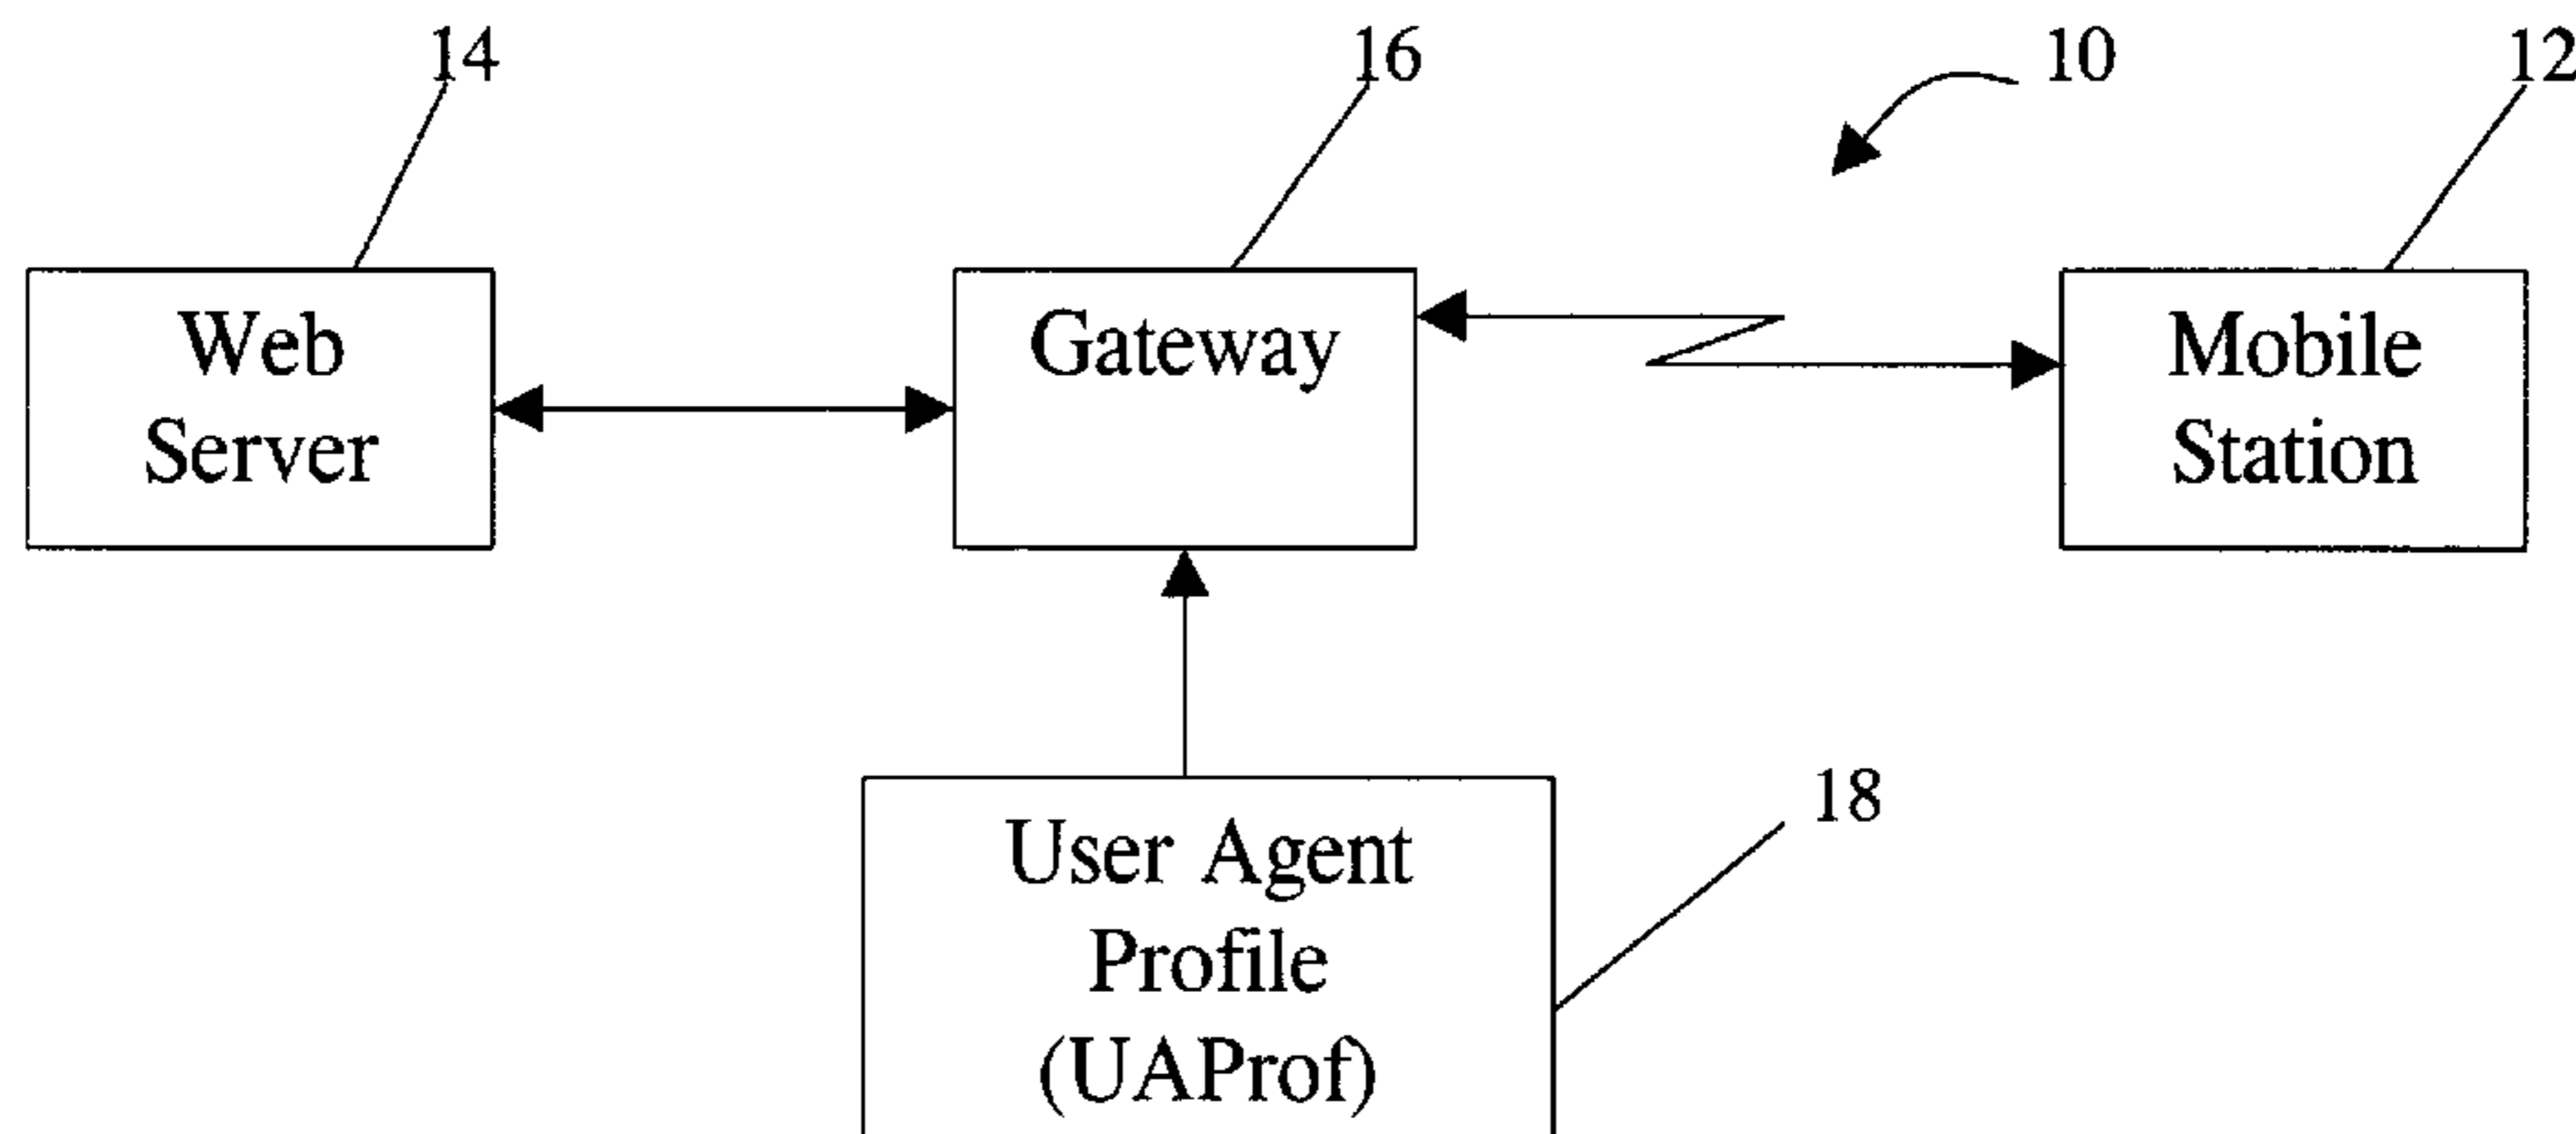 14
16
10
12
Web
Server
Gateway
Mobile
Station
18
User Agent
Profile
(UAProf)